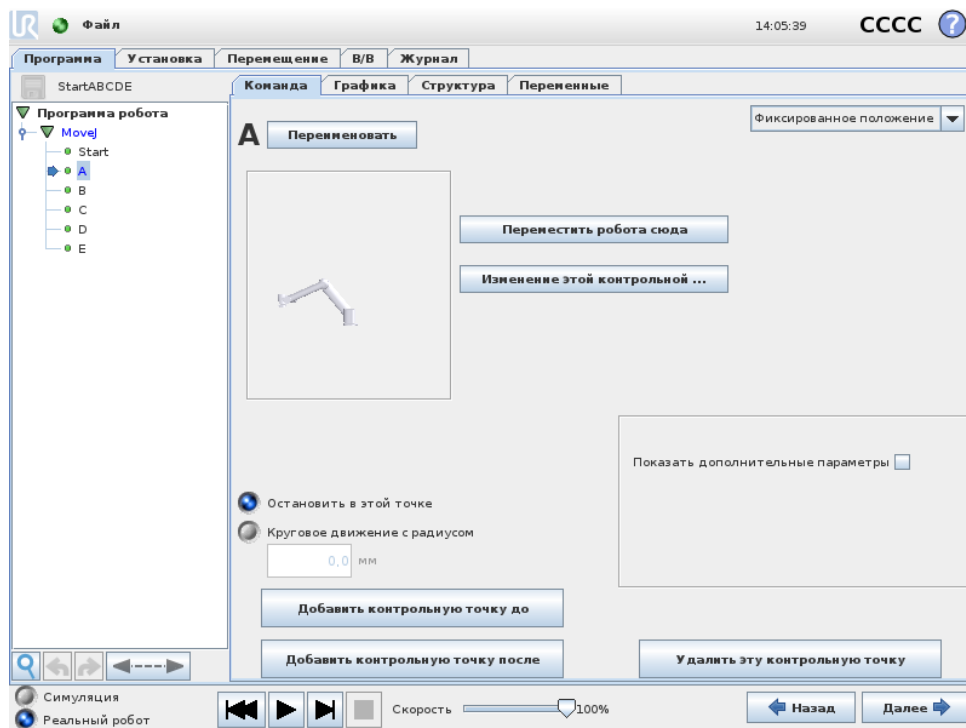 UR Файл 14:05:39 CCCC ?
Программа Установка Перемещение В/В Журнал
StartABCDE
Команда Графика Структура Переменные
Программа робота
MoveJ
Start
A
B
C
D
E
A Переименовать
Фиксированное положение
Переместить робота сюда
Изменение этой контрольной ...
Показать дополнительные параметры
Остановить в этой точке
Круговое движение с радиусом
0,0 мм
Добавить контрольную точку до
Добавить контрольную точку после
Удалить эту контрольную точку
Симуляция
Реальный робот
Скорость 100%
Назад Далее